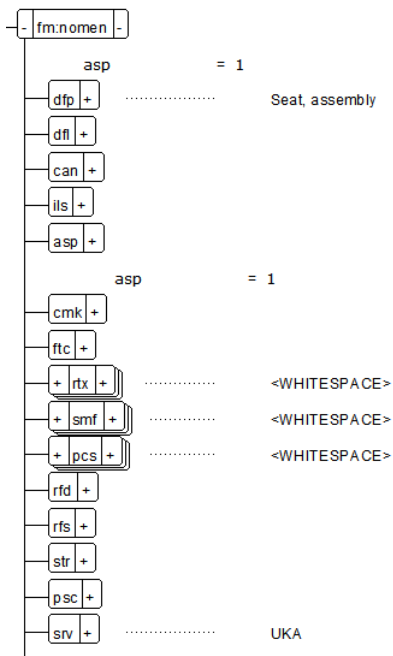 - fm:nomen -
asp = 1
dfp + Seat, assembly
dfl +
can +
ils +
asp +
asp = 1
cmk +
ftc +
+ rtx + <WHITESPACE>
+ smf + <WHITESPACE>
+ pcs + <WHITESPACE>
rfd +
rfs +
str +
psc +
srv + UKA